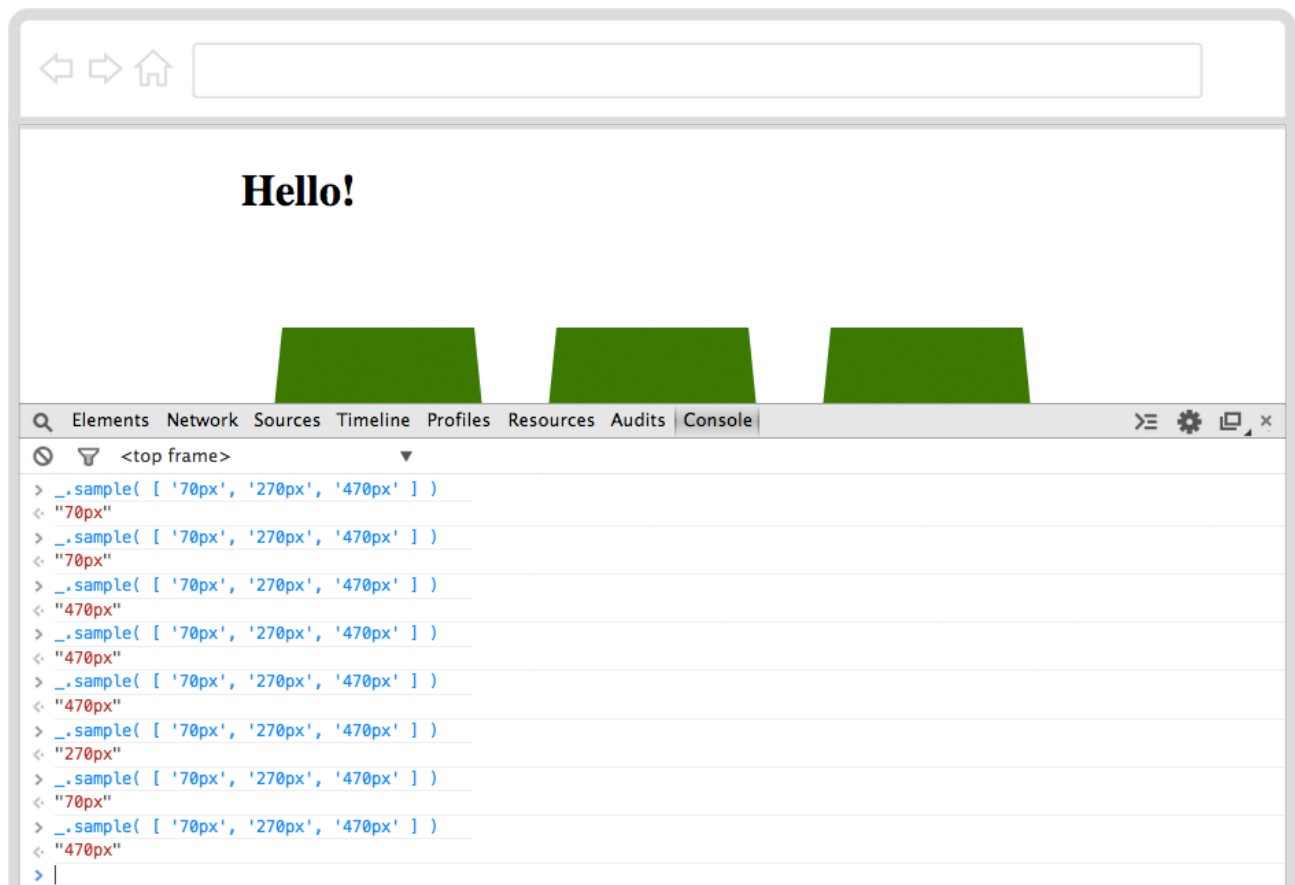 Hello!
Elements Network Sources Timeline Profiles Resources Audits Console
<top frame>
_.sample( [ '70px', '270px', '470px' ] )
"70px"
_.sample( [ '70px', '270px', '470px' ] )
"70px"
_.sample( [ '70px', '270px', '470px' ] )
"470px"
_.sample( [ '70px', '270px', '470px' ] )
"470px"
_.sample( [ '70px', '270px', '470px' ] )
"470px"
_.sample( [ '70px', '270px', '470px' ] )
"270px"
_.sample( [ '70px', '270px', '470px' ] )
"70px"
_.sample( [ '70px', '270px', '470px' ] )
"470px"